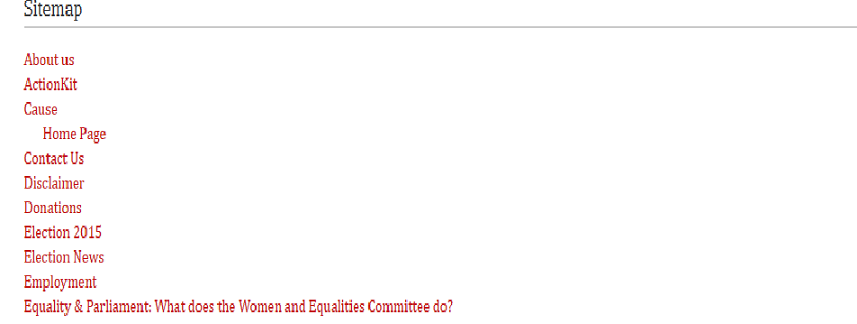 Sitemap
About us
ActionKit
Cause
Home Page
Contact Us
Disclaimer
Donations
Election 2015
Election News
Employment
Equality & Parliament: What does the Women and Equalities Committee do?